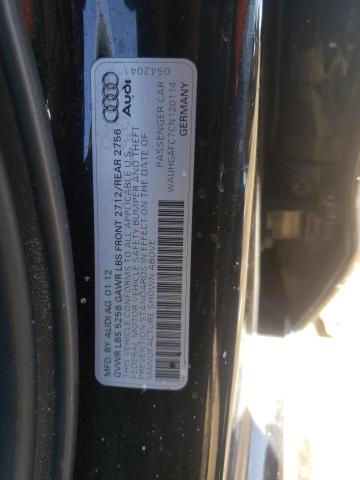 MFD. BY AUDI AG 01 12
GVWR LBS 5258 GAWR LBS FRONT 2712/REAR 2756
THIS VEHICLE CONFORMS TO ALL APPLICABLE U.S.
FEDERAL MOTOR VEHICLE SAFETY BUMPER AND THEFT
PREVENTION STANDARDS IN EFFECT ON THE DATE OF
MANUFACTURE SHOWN ABOVE.
PASSENGER CAR
WAUHGAFC7CN120114
GERMANY
Audi
0542041